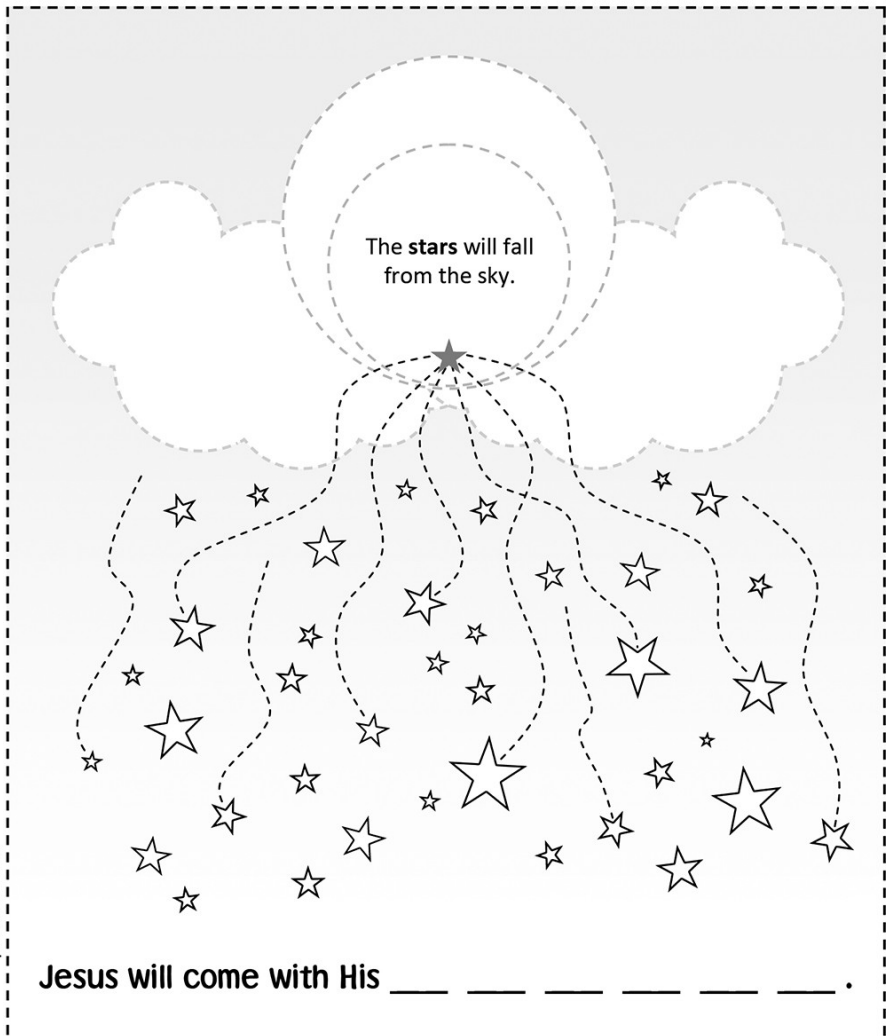 The stars will fall
from the sky.
Jesus will come with His ___ ___ ___ ___ ___ ___ .